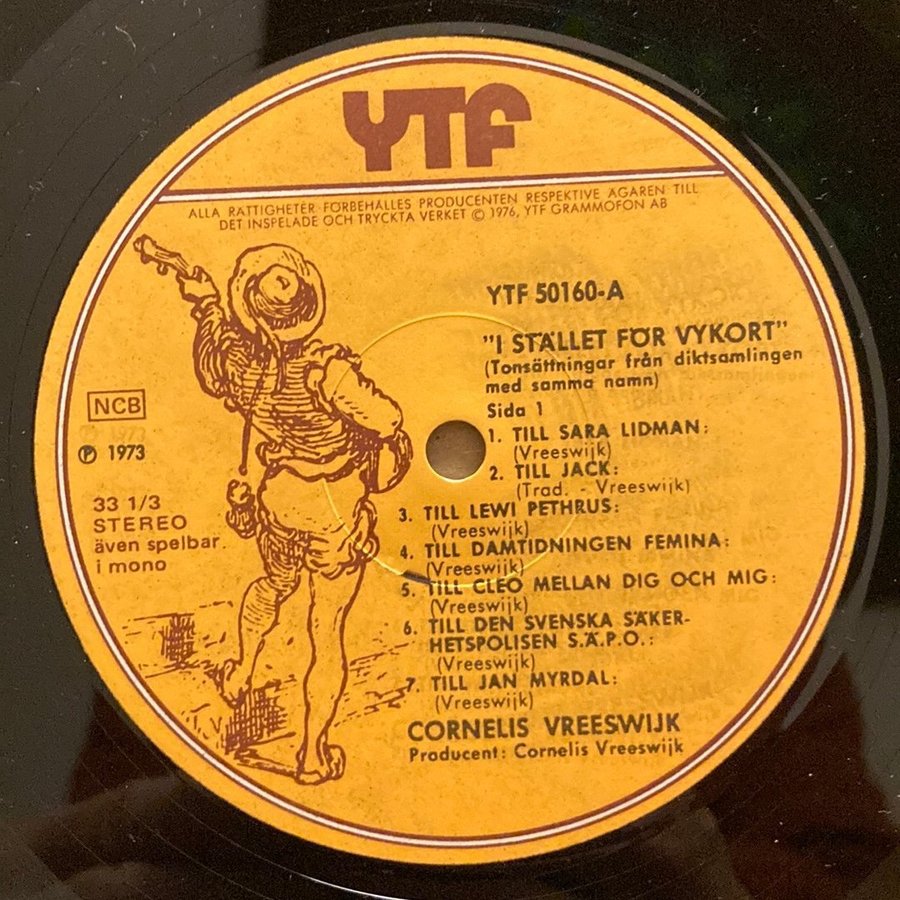 YTF
ALLA RÄTTIGHETER FÖRBEHÅLLES PRODUCENTEN RESPEKTIVE ÄGAREN TILL
DET INSPELADE OCH TRYCKTA VERKET © 1976, YTF GRAMMOFON AB
YTF 50160-A
"I STÄLLET FÖR VYKORT"
(Tonsättningar från diktsamlingen
med samma namn)
Sida 1
1. TILL SARA LIDMAN:
(Vreeswijk)
2. TILL JACK:
(Trad. - Vreeswijk)
3. TILL LEWI PETHRUS:
(Vreeswijk)
4. TILL DAMTIDNINGEN FEMINA:
(Vreeswijk)
5. TILL CLEO MELLAN DIG OCH MIG:
(Vreeswijk)
6. TILL DEN SVENSKA SÄKER-
HETSPOLISEN S.Ä.P.O.:
(Vreeswijk)
7. TILL JAN MYRDAL:
(Vreeswijk)
CORNELIS VREESWIJK
Producent: Cornelis Vreeswijk
NCB
℗ 1973
33 1/3
STEREO
även spelbar
i mono